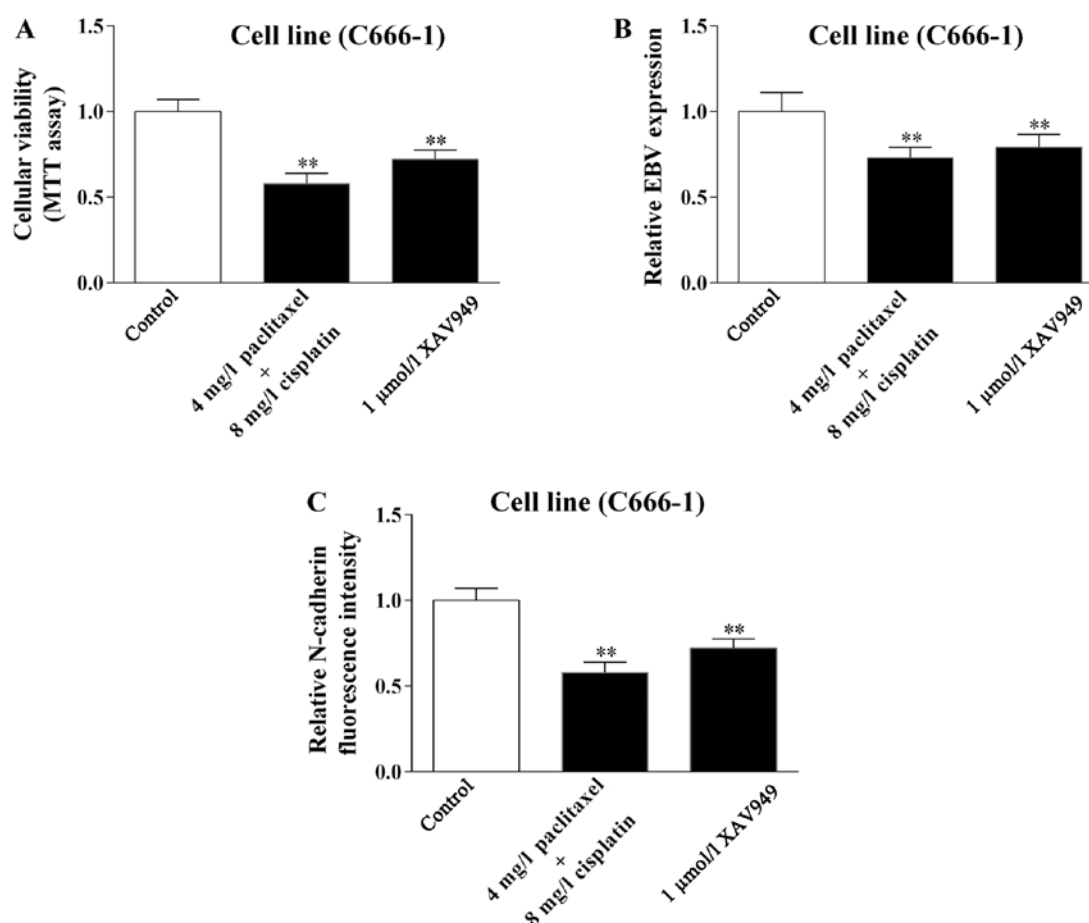 A
Cell line (C666-1)
Cellular viability
(MTT assay)
1.5
1.0
0.5
0.0
**
**
Control
4 mg/l paclitaxel
+
8 mg/l cisplatin
1 μmol/l XAV949
B
Cell line (C666-1)
Relative EBV expression
1.5
1.0
0.5
0.0
**
**
Control
4 mg/l paclitaxel
+
8 mg/l cisplatin
1 μmol/l XAV949
C
Cell line (C666-1)
Relative N-cadherin
fluorescence intensity
1.5
1.0
0.5
0.0
**
**
Control
4 mg/l paclitaxel
+
8 mg/l cisplatin
1 μmol/l XAV949